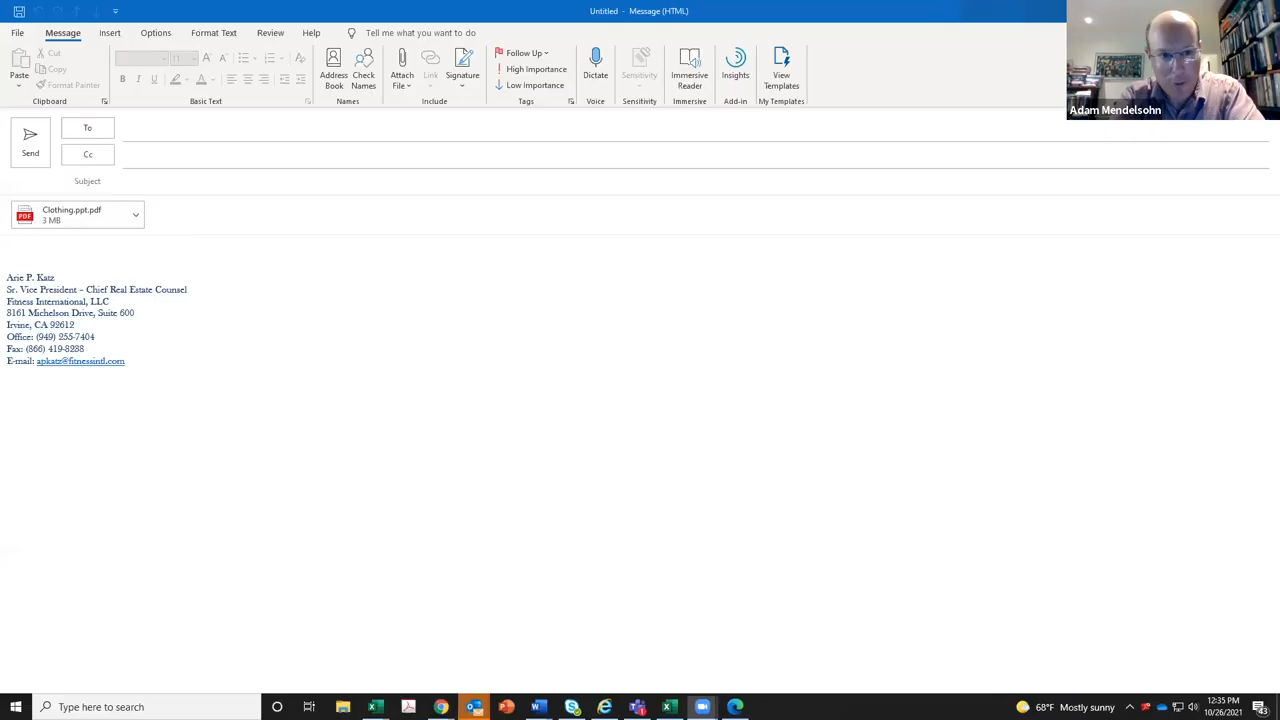 Untitled - Message (HTML)
File Message Insert Options Format Text Review Help Tell me what you want to do
Paste
Cut
Copy
Format Painter
Clipboard
11
B I U
A
Basic Text
Address Book
Check Names
Names
Attach File
Link
Signature
Include
Follow Up
High Importance
Low Importance
Tags
Dictate
Voice
Sensitivity
Sensitivity
Immersive Reader
Immersive
Insights
Add-in
View Templates
My Templates
Adam Mendelsohn
Send
To
Cc
Subject
PDF
Clothing.ppt.pdf
3 MB
Arie P. Katz
Sr. Vice President – Chief Real Estate Counsel
Fitness International, LLC
3161 Michelson Drive, Suite 600
Irvine, CA 92612
Office: (949) 255-7404
Fax: (866) 419-8238
E-mail: apkatz@fitnessintl.com
Type here to search
68°F Mostly sunny
12:35 PM
10/26/2021
43